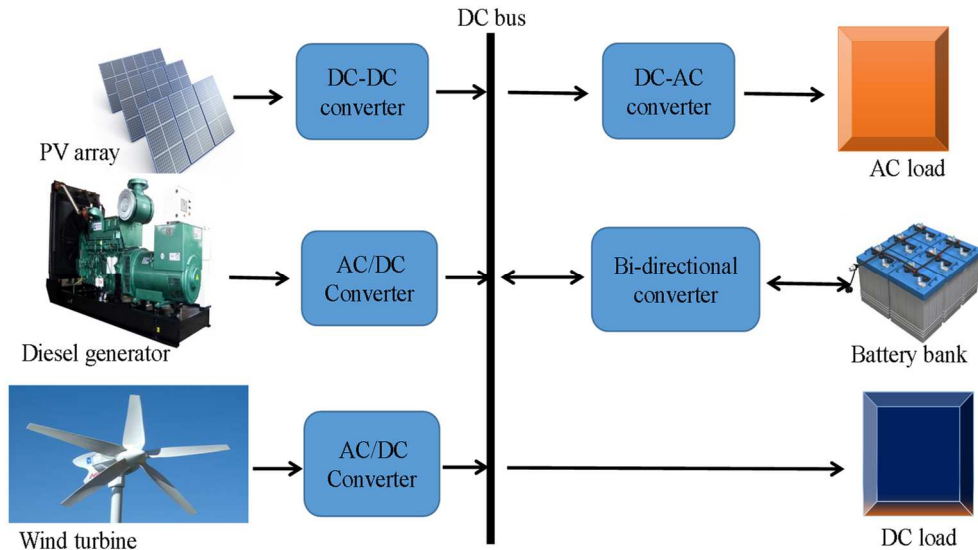 DC bus
DC-DC
converter
DC-AC
converter
PV array
AC load
AC/DC
Converter
Bi-directional
converter
Diesel generator
Battery bank
AC/DC
Converter
Wind turbine
DC load